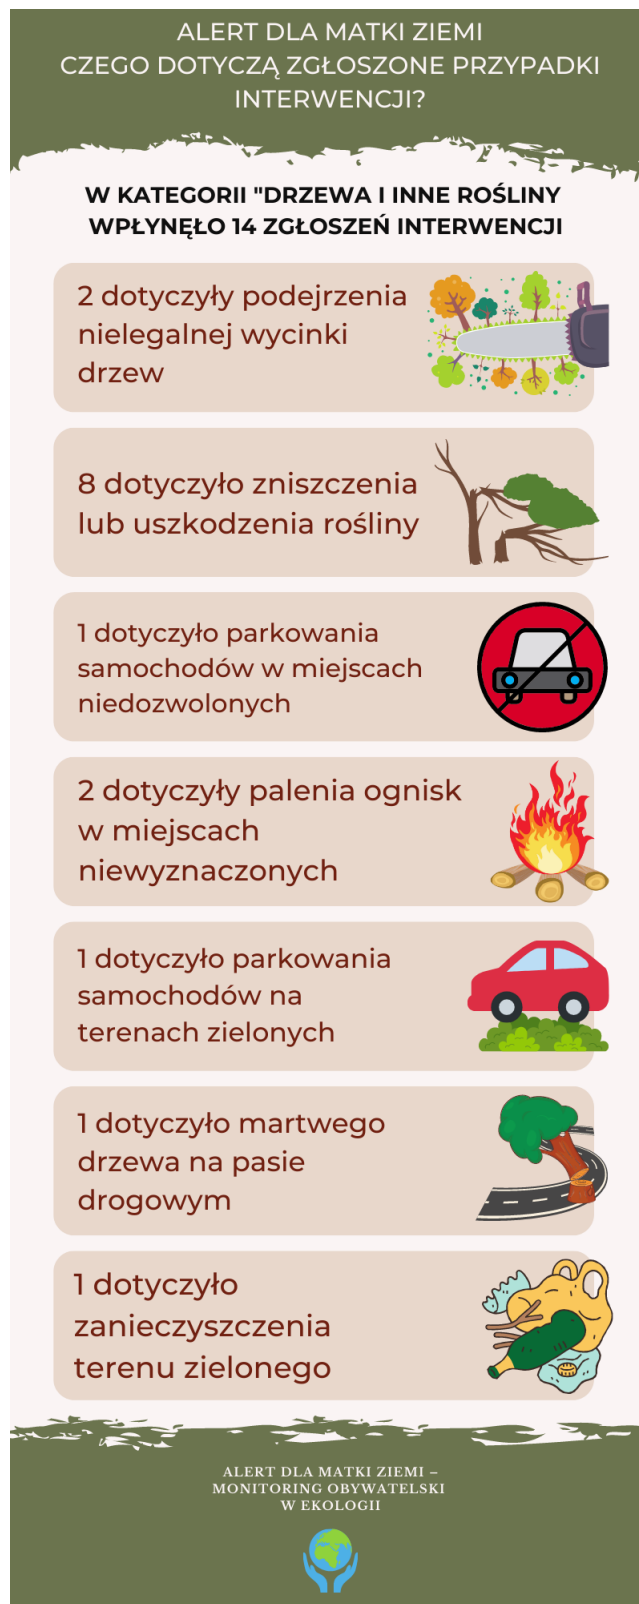 ALERT DLA MATKI ZIEMI
CZEGO DOTYCZĄ ZGŁOSZONE PRZYPADKI
INTERWENCJI?
W KATEGORII "DRZEWA I INNE ROŚLINY
WPŁYNĘŁO 14 ZGŁOSZEŃ INTERWENCJI
2 dotyczyły podejrzenia
nielegalnej wycinki
drzew
8 dotyczyło zniszczenia
lub uszkodzenia rośliny
1 dotyczyło parkowania
samochodów w miejscach
niedozwolonych
2 dotyczyły palenia ognisk
w miejscach
niewyznaczonych
1 dotyczyło parkowania
samochodów na
terenach zielonych
1 dotyczyło martwego
drzewa na pasie
drogowym
1 dotyczyło
zanieczyszczenia
terenu zielonego
ALERT DLA MATKI ZIEMI –
MONITORING OBYWATELSKI
W EKOLOGII